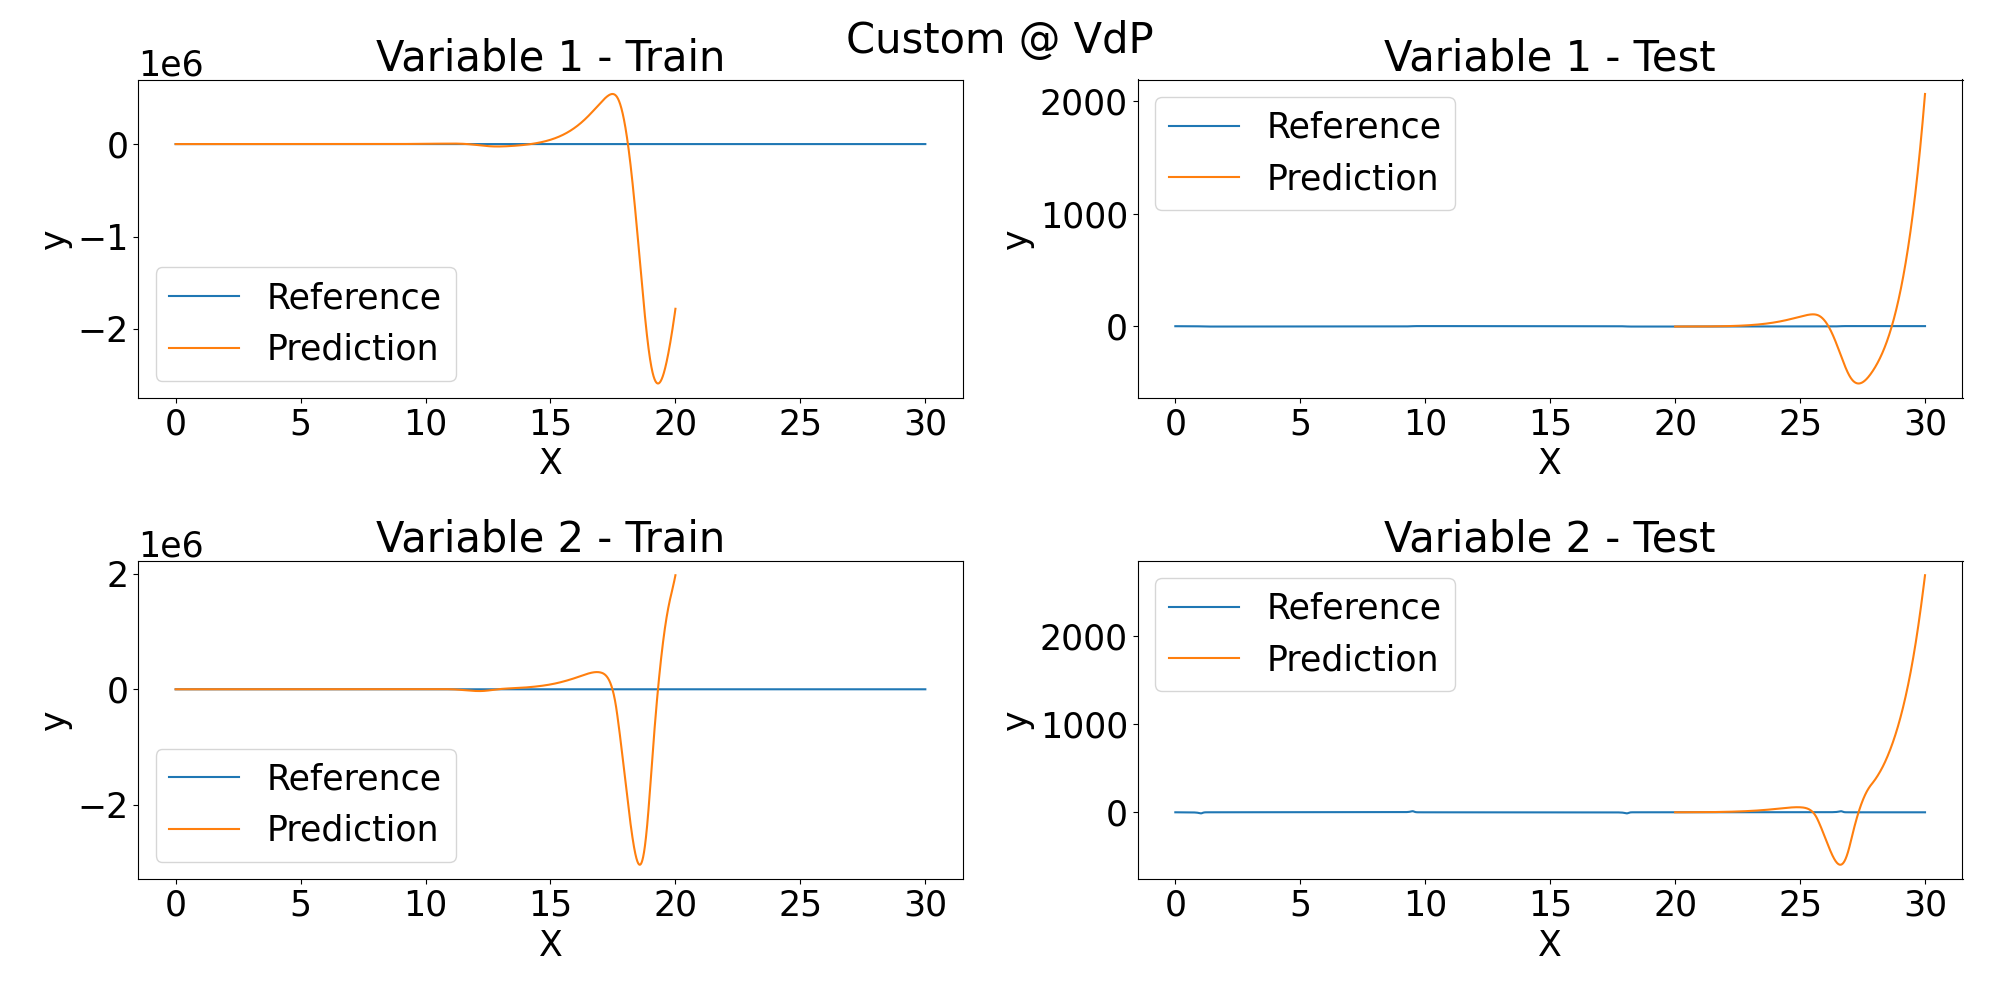 Custom @ VdP
Variable 1 - Train
1e6
0
−1
−2
y
Reference
Prediction
0 5 10 15 20 25 30
X
Variable 1 - Test
2000
1000
0
y
Reference
Prediction
0 5 10 15 20 25 30
X
Variable 2 - Train
1e6
2
0
−2
y
Reference
Prediction
0 5 10 15 20 25 30
X
Variable 2 - Test
2000
1000
0
y
Reference
Prediction
0 5 10 15 20 25 30
X